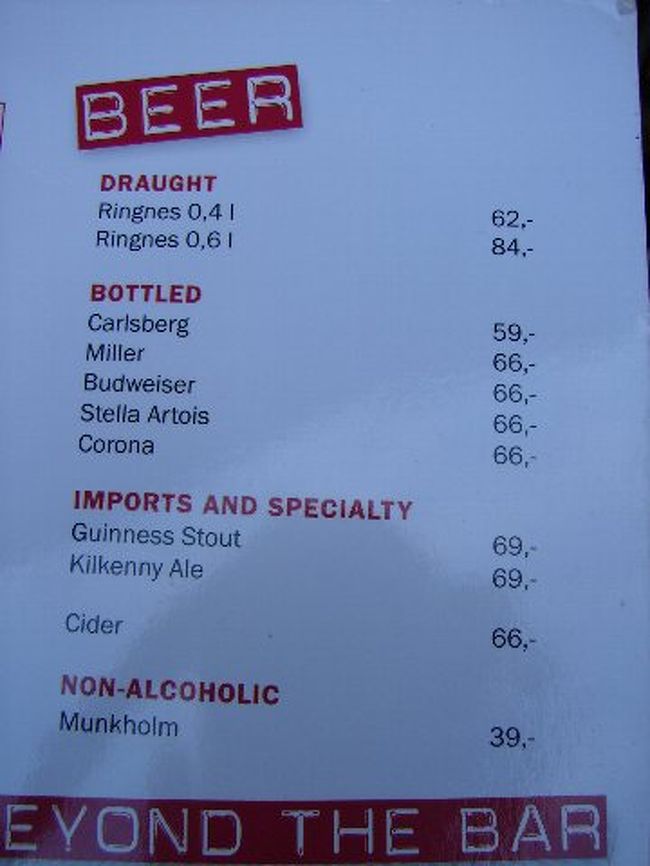 BEER
DRAUGHT
Ringnes 0,4 l 62,-
Ringnes 0,6 l 84,-
BOTTLED
Carlsberg 59,-
Miller 66,-
Budweiser 66,-
Stella Artois 66,-
Corona 66,-
IMPORTS AND SPECIALTY
Guinness Stout 69,-
Kilkenny Ale 69,-
Cider 66,-
NON-ALCOHOLIC
Munkholm 39,-
EYOND THE BAR